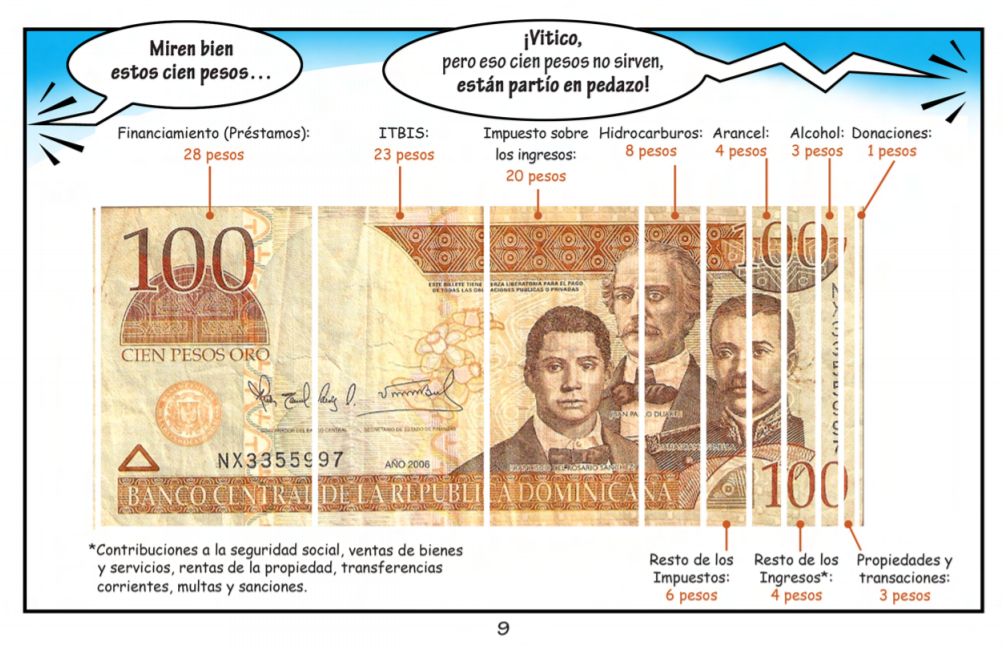 Miren bien
estos cien pesos...
¡Vitico,
pero eso cien pesos no sirven,
están partío en pedazo!
Financiamiento (Préstamos):
28 pesos
ITBIS:
23 pesos
Impuesto sobre
los ingresos:
20 pesos
Hidrocarburos:
8 pesos
Arancel:
4 pesos
Alcohol:
3 pesos
Donaciones:
1 pesos
100
100
ESTE BILLETE TIENE ERZA LIBERATORIA PARA EL PAGO
DE TODAS LAS OBL ACIONES PUBLICAS O PRIVADAS
CIEN PESOS ORO
JUAN PABLO DUARTE
GOBERNADOR DEL BANCO CENTRAL
SECRETARIO DE ESTADO DE FINANZAS
NX3355997
AÑO 2006
FRANCISCO DEL ROSARIO SANCHEZ
BANCO CENTRAL DE LA REPUBLICA DOMINICANA
100
*Contribuciones a la seguridad social, ventas de bienes
y servicios, rentas de la propiedad, transferencias
corrientes, multas y sanciones.
Resto de los
Impuestos:
6 pesos
Resto de los
Ingresos*:
4 pesos
Propiedades y
transaciones:
3 pesos
9